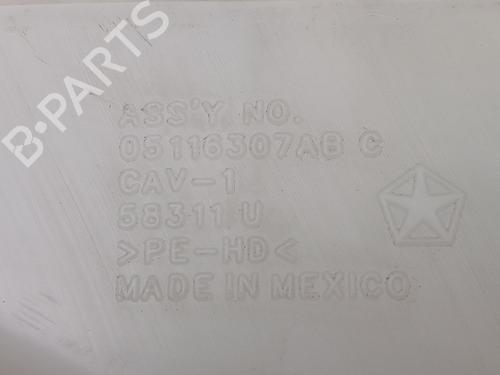 B-PARTS
ASS'Y NO.
05116307AB C
CAV-1
58311 U
>PE-HD<
MADE IN MEXICO